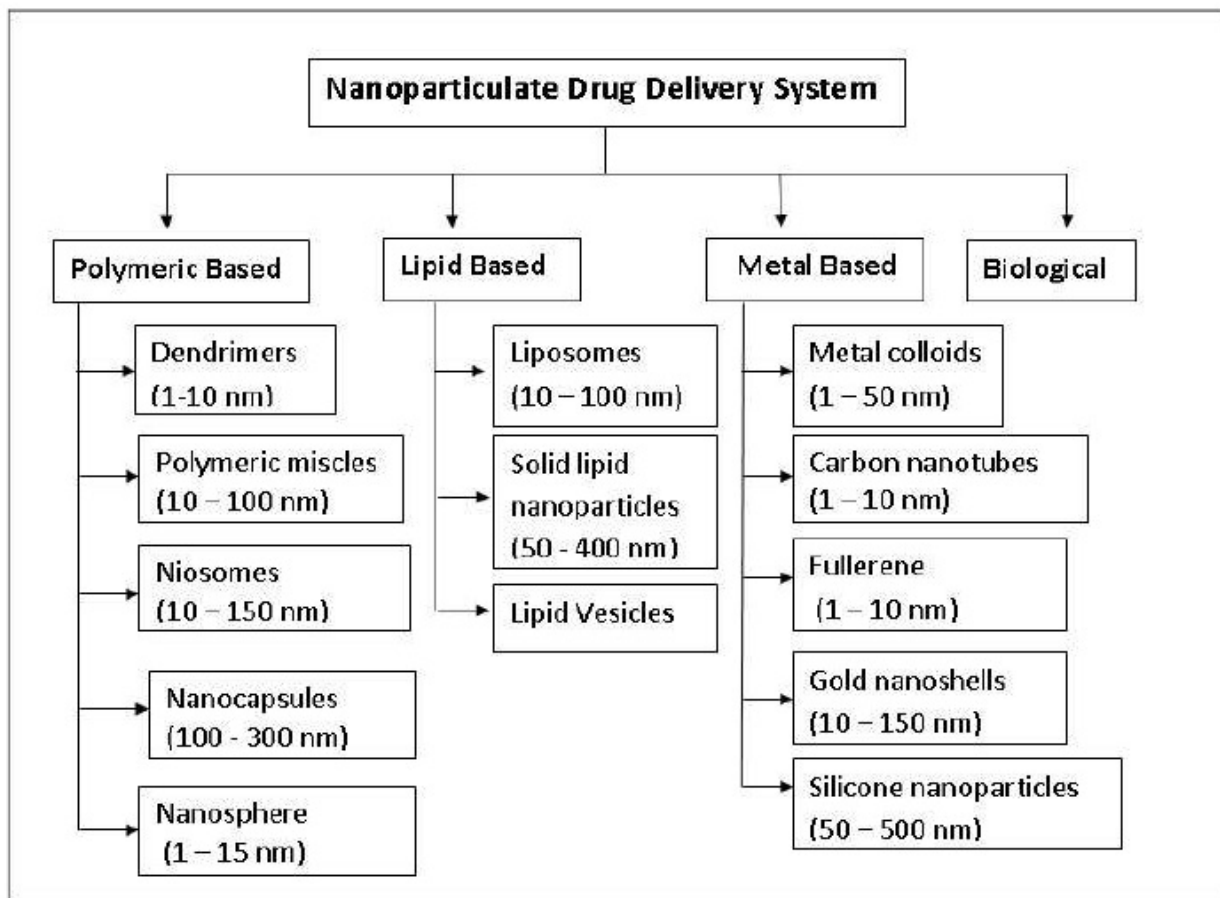 Nanoparticulate Drug Delivery System
Polymeric Based
Lipid Based
Metal Based
Biological
Dendrimers
(1-10 nm)
Polymeric miscles
(10 – 100 nm)
Niosomes
(10 – 150 nm)
Nanocapsules
(100 - 300 nm)
Nanosphere
(1 – 15 nm)
Liposomes
(10 – 100 nm)
Solid lipid
nanoparticles
(50 - 400 nm)
Lipid Vesicles
Metal colloids
(1 – 50 nm)
Carbon nanotubes
(1 – 10 nm)
Fullerene
(1 – 10 nm)
Gold nanoshells
(10 – 150 nm)
Silicone nanoparticles
(50 – 500 nm)